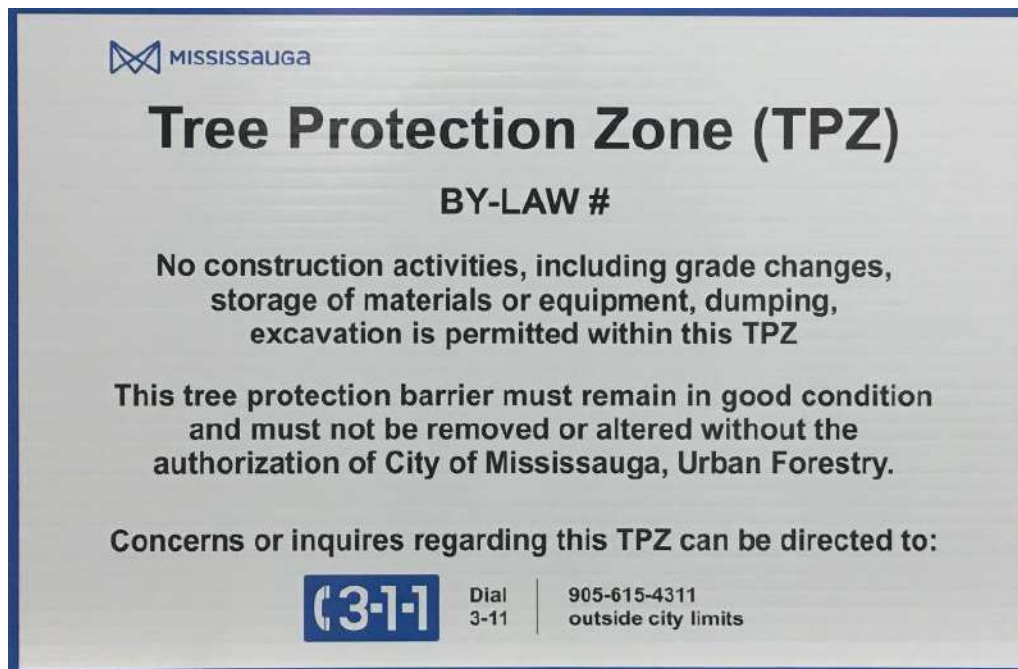 MISSISSauGa
Tree Protection Zone (TPZ)
BY-LAW #
No construction activities, including grade changes,
storage of materials or equipment, dumping,
excavation is permitted within this TPZ
This tree protection barrier must remain in good condition
and must not be removed or altered without the
authorization of City of Mississauga, Urban Forestry.
Concerns or inquires regarding this TPZ can be directed to:
3-1-1
Dial
3-11
905-615-4311
outside city limits